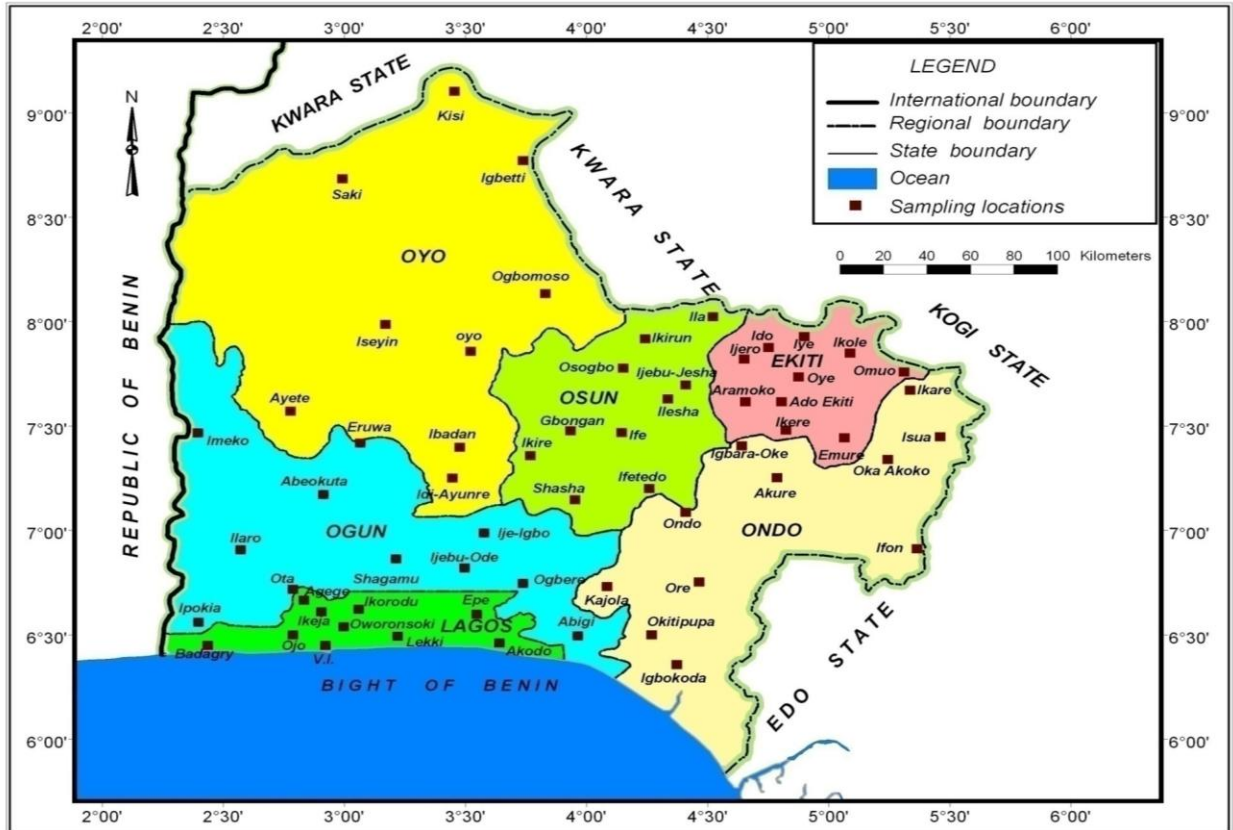 2°00' 2°30' 3°00' 3°30' 4°00' 4°30' 5°00' 5°30' 6°00'
LEGEND
International boundary
Regional boundary
State boundary
Ocean
Sampling locations
0 20 40 60 80 100 Kilometers
N
KWARA STATE
KWARA STATE
KOGI STATE
EDO STATE
REPUBLIC OF BENIN
BIGHT OF BENIN
9°00' 9°00'
8°30' 8°30'
8°00' 8°00'
7°30' 7°30'
7°00' 7°00'
6°30' 6°30'
6°00' 6°00'
OYO
Kisi
Igbetti
Saki
Ogbomoso
Iseyin
oyo
Ayete
Eruwa
Ibadan
Idi-Ayunre
OSUN
Ila
Ikirun
Osogbo
Ijebu-Jesha
Ilesha
Gbongan
Ife
Ikire
Shasha
Ifetedo
EKITI
Ido
Iye
Ikole
Ijero
Oye
Omuo
Aramoko
Ado Ekiti
Ikere
Emure
ONDO
Ikare
Isua
Oka Akoko
Igbara-Oke
Akure
Ondo
Ifon
Kajola
Ore
Okitipupa
Igbokoda
OGUN
Imeko
Abeokuta
Ilaro
Ije-Igbo
Ijebu-Ode
Shagamu
Ogbere
Ota
Ipokia
Abigi
LAGOS
Agege
Ikorodu
Epe
Ikeja
Oworonsoki
Badagry
Ojo
V.I.
Lekki
Akodo
2°00' 2°30' 3°00' 3°30' 4°00' 4°30' 5°00' 5°30' 6°00'